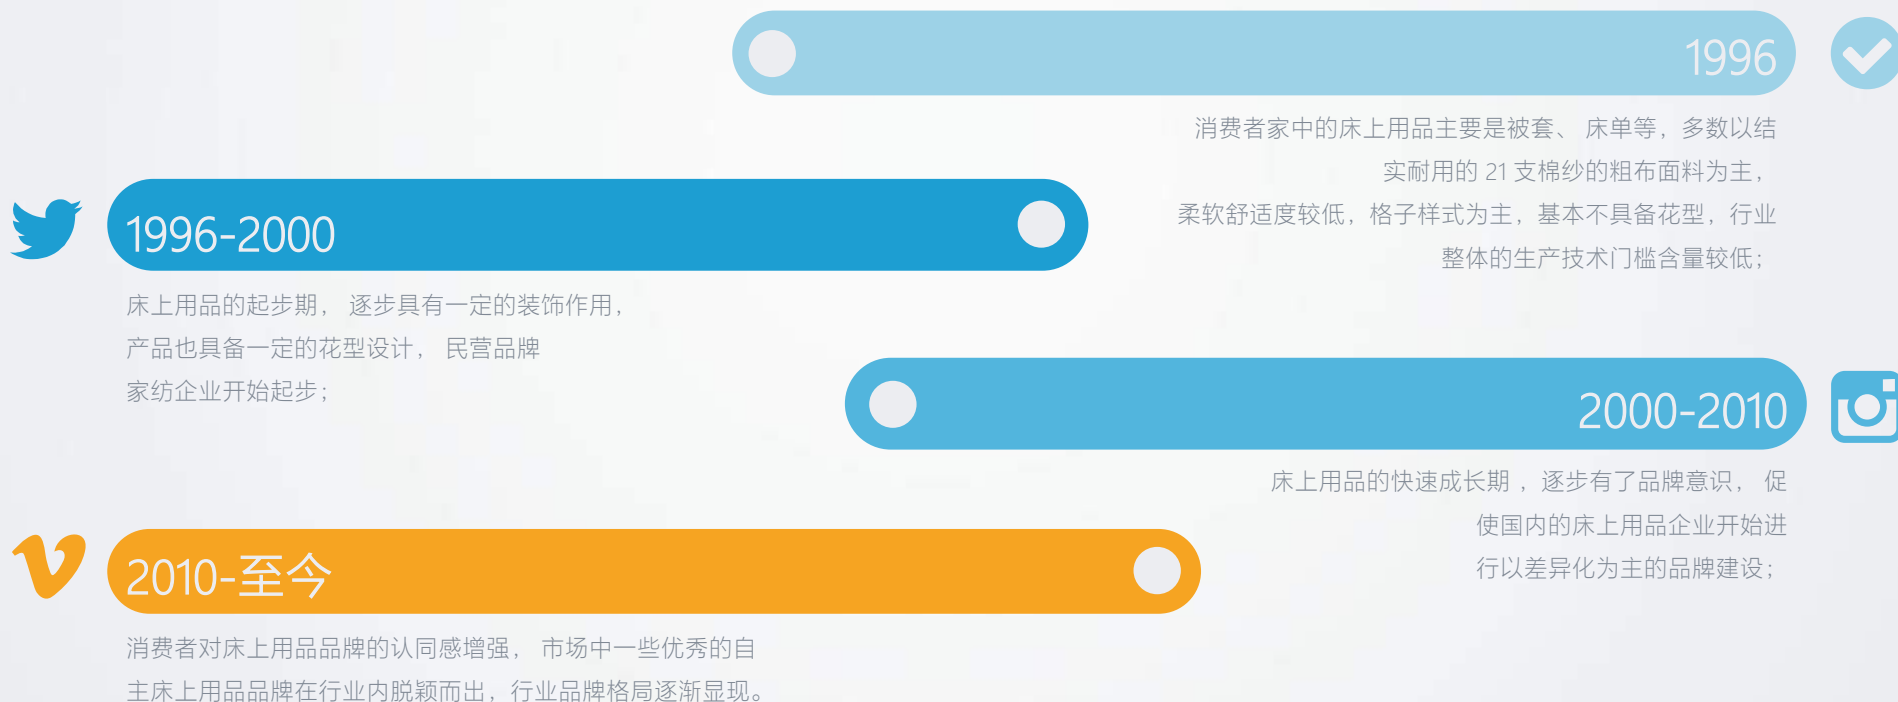 1996
消费者家中的床上用品主要是被套、 床单等，多数以结
实耐用的 21 支棉纱的粗布面料为主，
柔软舒适度较低，格子样式为主，基本不具备花型，行业
整体的生产技术门槛含量较低；
1996-2000
床上用品的起步期， 逐步具有一定的装饰作用，
产品也具备一定的花型设计， 民营品牌
家纺企业开始起步；
2000-2010
床上用品的快速成长期 ，逐步有了品牌意识， 促
使国内的床上用品企业开始进
行以差异化为主的品牌建设；
2010-至今
消费者对床上用品品牌的认同感增强， 市场中一些优秀的自
主床上用品品牌在行业内脱颖而出，行业品牌格局逐渐显现。